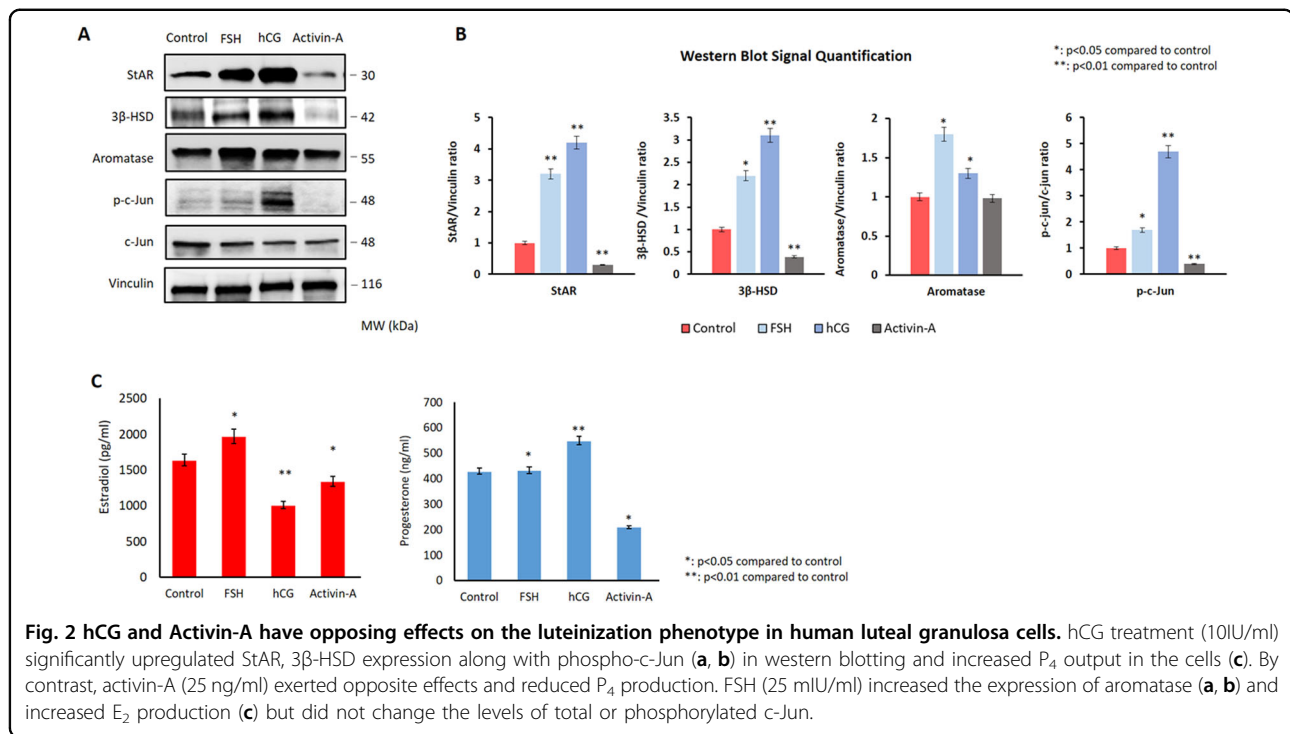 A
Control FSH hCG Activin-A
StAR – 30
3β-HSD – 42
Aromatase – 55
p-c-Jun – 48
c-Jun – 48
Vinculin – 116
MW (kDa)
B
Western Blot Signal Quantification
*: p<0.05 compared to control
**: p<0.01 compared to control
StAR/Vinculin ratio
5
4
3
2
1
0
** ** **
StAR
3β-HSD /Vinculin ratio
3.5
3
2.5
2
1.5
1
0.5
0
* ** **
3β-HSD
Aromatase/Vinculin ratio
2
1.5
1
0.5
0
* *
Aromatase
p-c-jun/c-jun ratio
6
5
4
3
2
1
0
* ** **
p-c-Jun
Control FSH hCG Activin-A
C
Estradiol (pg/ml)
2500
2000
1500
1000
500
0
* ** *
Control FSH hCG Activin-A
Progesterone (ng/ml)
700
600
500
400
300
200
100
0
* ** *
Control FSH hCG Activin-A
*: p<0.05 compared to control
**: p<0.01 compared to control
Fig. 2 hCG and Activin-A have opposing effects on the luteinization phenotype in human luteal granulosa cells. hCG treatment (10IU/ml)
significantly upregulated StAR, 3β-HSD expression along with phospho-c-Jun (a, b) in western blotting and increased P4 output in the cells (c). By
contrast, activin-A (25 ng/ml) exerted opposite effects and reduced P4 production. FSH (25 mIU/ml) increased the expression of aromatase (a, b) and
increased E2 production (c) but did not change the levels of total or phosphorylated c-Jun.